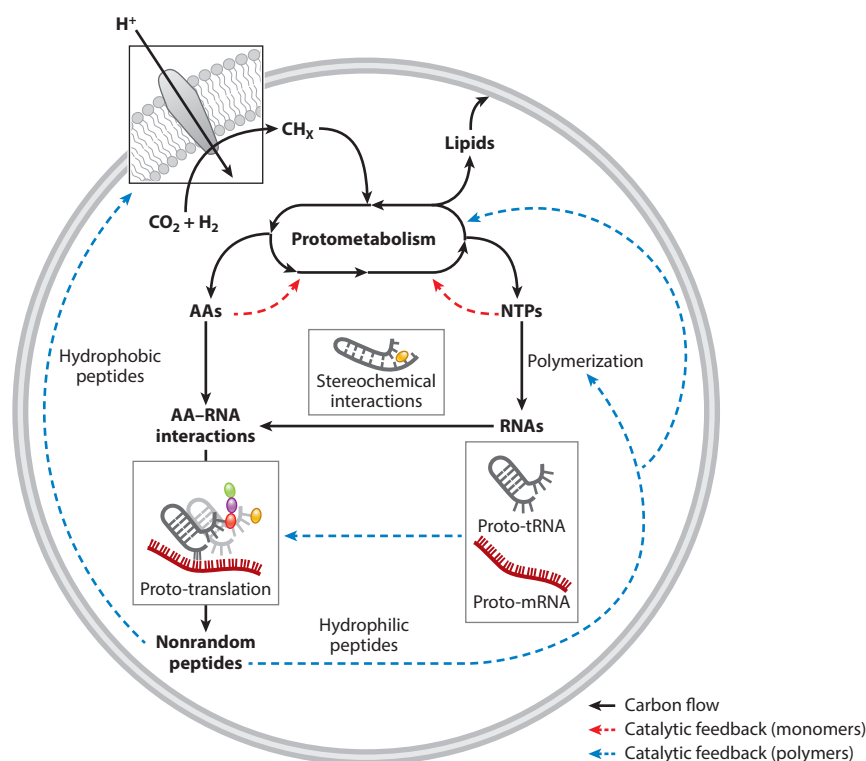 H⁺
CHₓ
Lipids
CO₂ + H₂
Protometabolism
AAs
NTPs
Hydrophobic
peptides
Stereochemical
interactions
Polymerization
AA–RNA
interactions
RNAs
Proto-tRNA
Proto-translation
Proto-mRNA
Nonrandom
peptides
Hydrophilic
peptides
Carbon flow
Catalytic feedback (monomers)
Catalytic feedback (polymers)